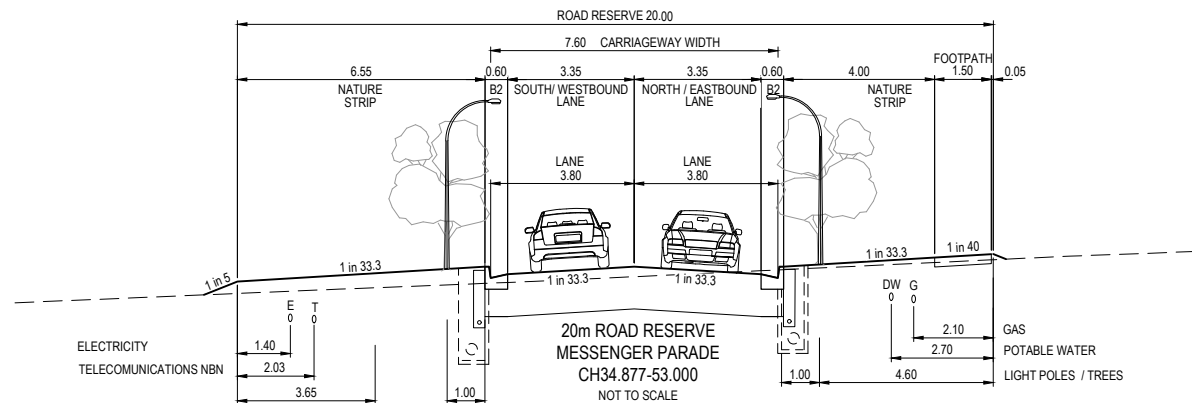 ROAD RESERVE 20.00
7.60 CARRIAGEWAY WIDTH
FOOTPATH
6.55 0.60 3.35 3.35 0.60 4.00 1.50 0.05
NATURE
STRIP
B2
SOUTH/ WESTBOUND
LANE
NORTH / EASTBOUND
LANE
B2
NATURE
STRIP
LANE
3.80
LANE
3.80
1 in 5
1 in 33.3
1 in 33.3
1 in 33.3
1 in 33.3
1 in 40
E T
DW G
ELECTRICITY
1.40
TELECOMUNICATIONS NBN
2.03
3.65
1.00
20m ROAD RESERVE
MESSENGER PARADE
CH34.877-53.000
NOT TO SCALE
2.10 GAS
2.70 POTABLE WATER
1.00 4.60 LIGHT POLES / TREES